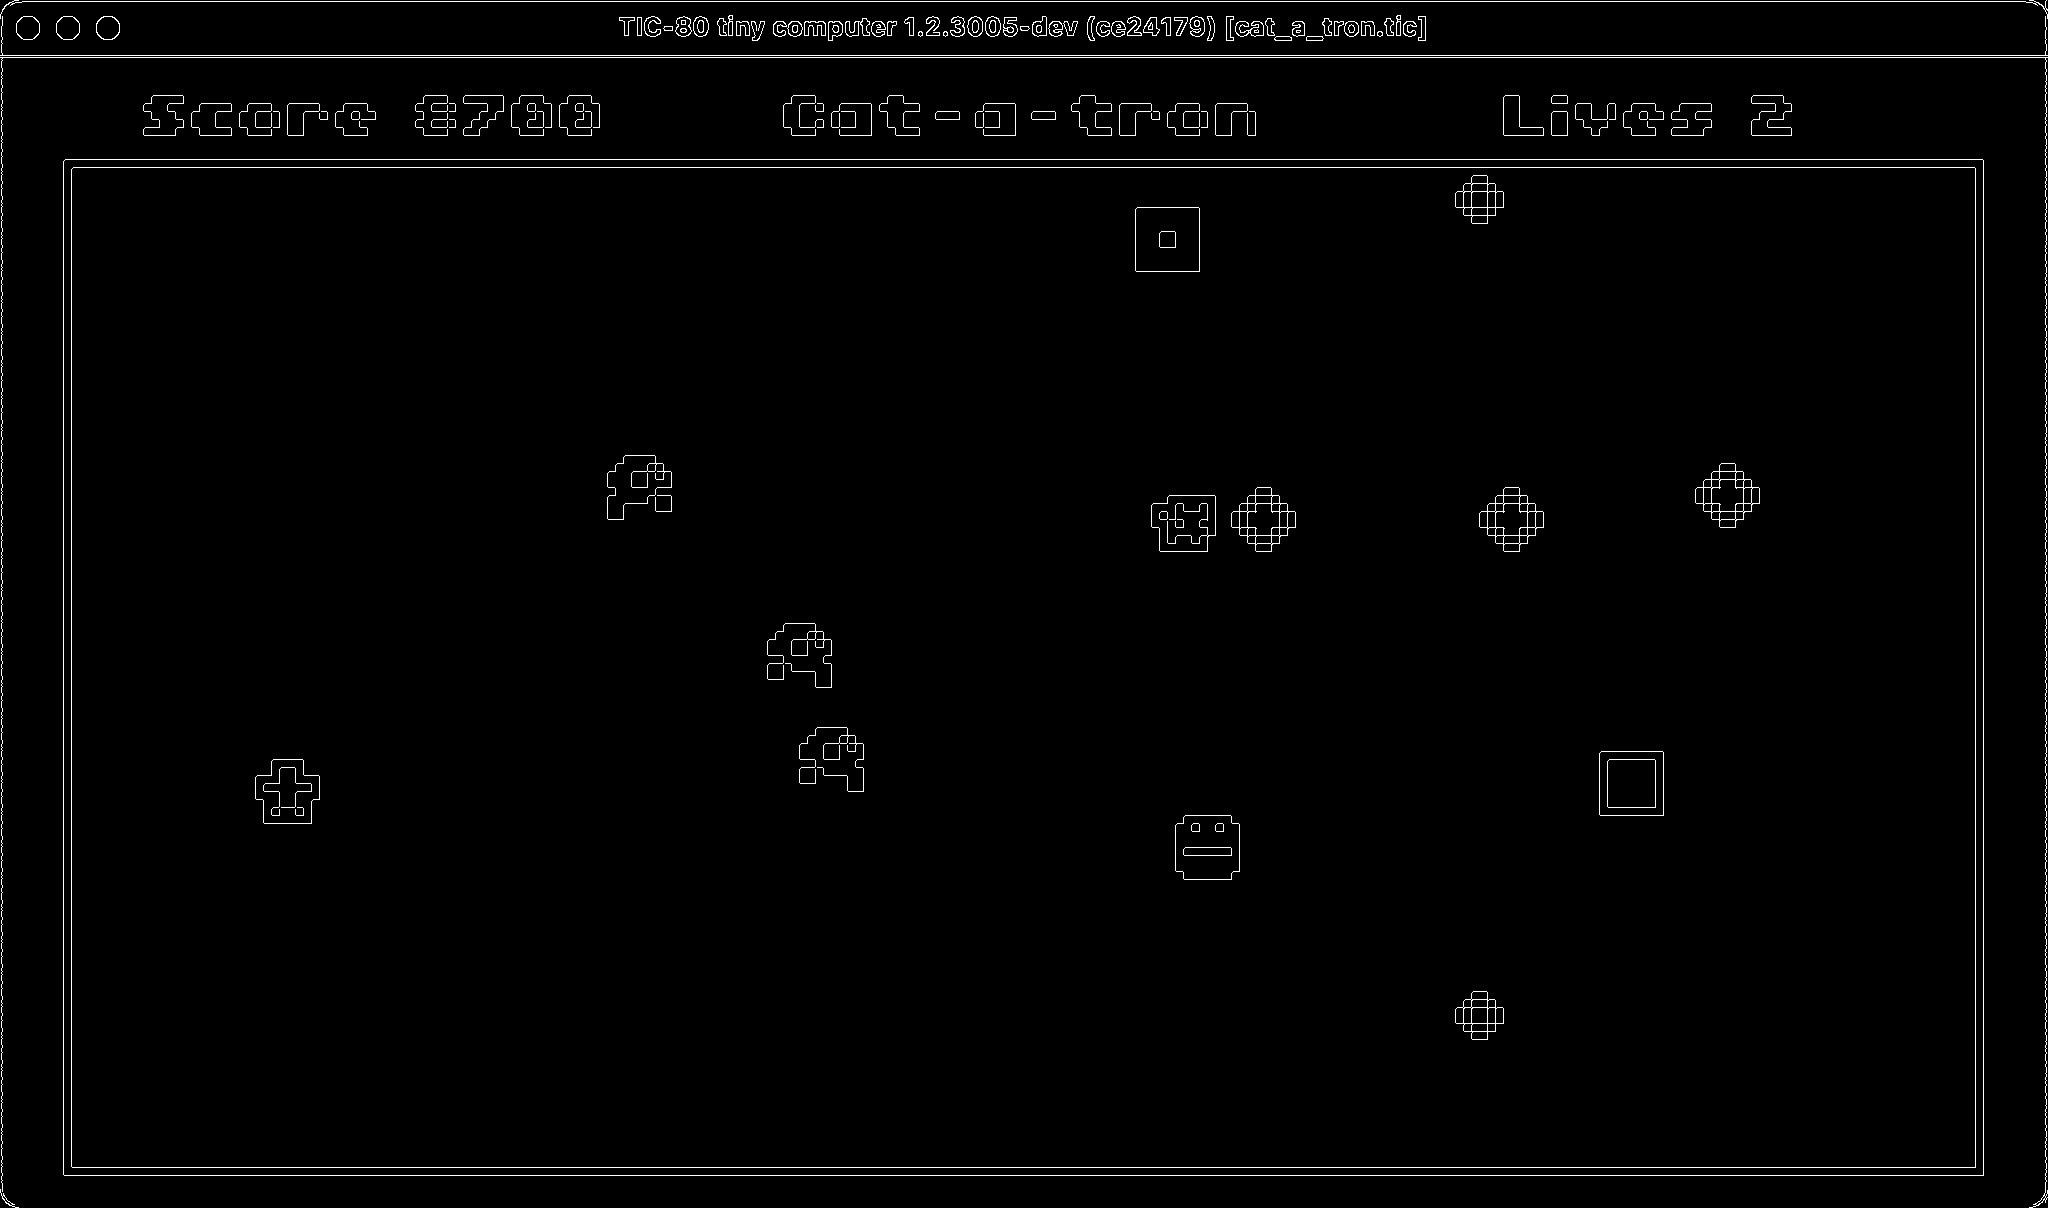 TIC-80 tiny computer 1.2.3005-dev (ce24179) [cat_a_tron.tic]
Score 8700 Cat-a-tron Lives 2